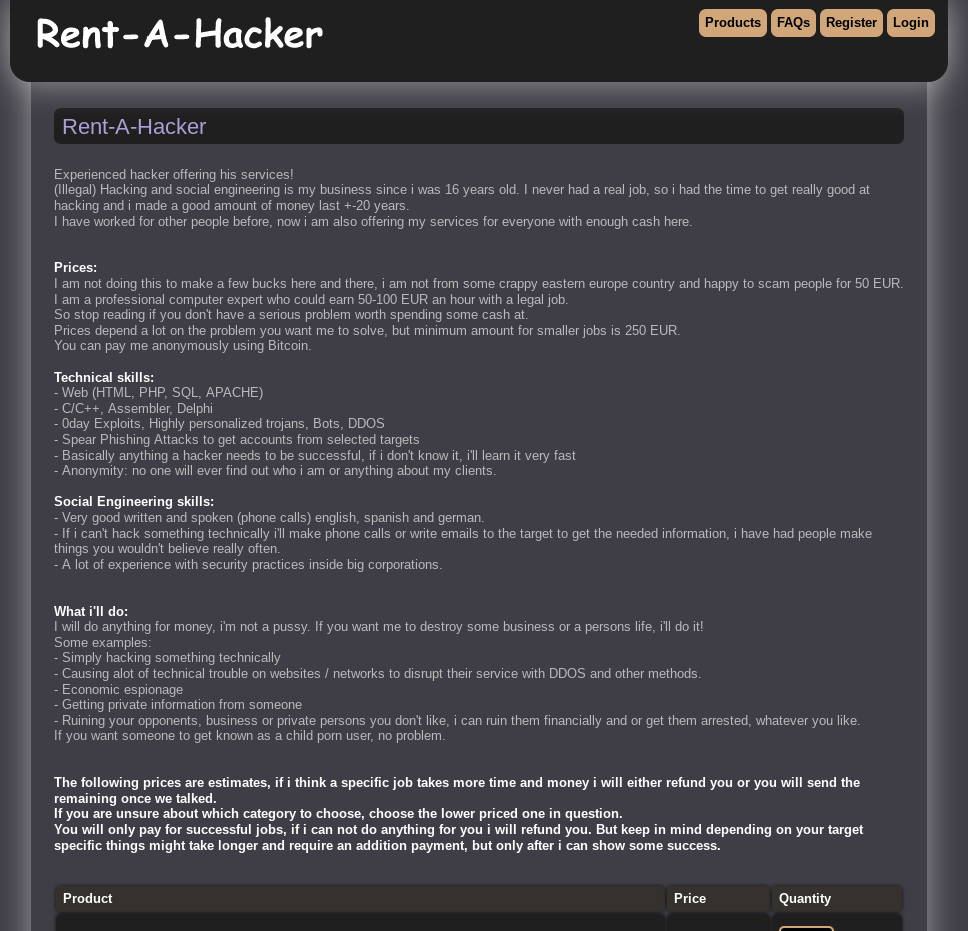 Rent-A-Hacker
Products FAQs Register Login
Rent-A-Hacker
Experienced hacker offering his services!
(Illegal) Hacking and social engineering is my business since i was 16 years old. I never had a real job, so i had the time to get really good at
hacking and i made a good amount of money last +-20 years.
I have worked for other people before, now i am also offering my services for everyone with enough cash here.
Prices:
I am not doing this to make a few bucks here and there, i am not from some crappy eastern europe country and happy to scam people for 50 EUR.
I am a professional computer expert who could earn 50-100 EUR an hour with a legal job.
So stop reading if you don't have a serious problem worth spending some cash at.
Prices depend a lot on the problem you want me to solve, but minimum amount for smaller jobs is 250 EUR.
You can pay me anonymously using Bitcoin.
Technical skills:
- Web (HTML, PHP, SQL, APACHE)
- C/C++, Assembler, Delphi
- 0day Exploits, Highly personalized trojans, Bots, DDOS
- Spear Phishing Attacks to get accounts from selected targets
- Basically anything a hacker needs to be successful, if i don't know it, i'll learn it very fast
- Anonymity: no one will ever find out who i am or anything about my clients.
Social Engineering skills:
- Very good written and spoken (phone calls) english, spanish and german.
- If i can't hack something technically i'll make phone calls or write emails to the target to get the needed information, i have had people make
things you wouldn't believe really often.
- A lot of experience with security practices inside big corporations.
What i'll do:
I will do anything for money, i'm not a pussy. If you want me to destroy some business or a persons life, i'll do it!
Some examples:
- Simply hacking something technically
- Causing alot of technical trouble on websites / networks to disrupt their service with DDOS and other methods.
- Economic espionage
- Getting private information from someone
- Ruining your opponents, business or private persons you don't like, i can ruin them financially and or get them arrested, whatever you like.
If you want someone to get known as a child porn user, no problem.
The following prices are estimates, if i think a specific job takes more time and money i will either refund you or you will send the
remaining once we talked.
If you are unsure about which category to choose, choose the lower priced one in question.
You will only pay for successful jobs, if i can not do anything for you i will refund you. But keep in mind depending on your target
specific things might take longer and require an addition payment, but only after i can show some success.
Product Price Quantity